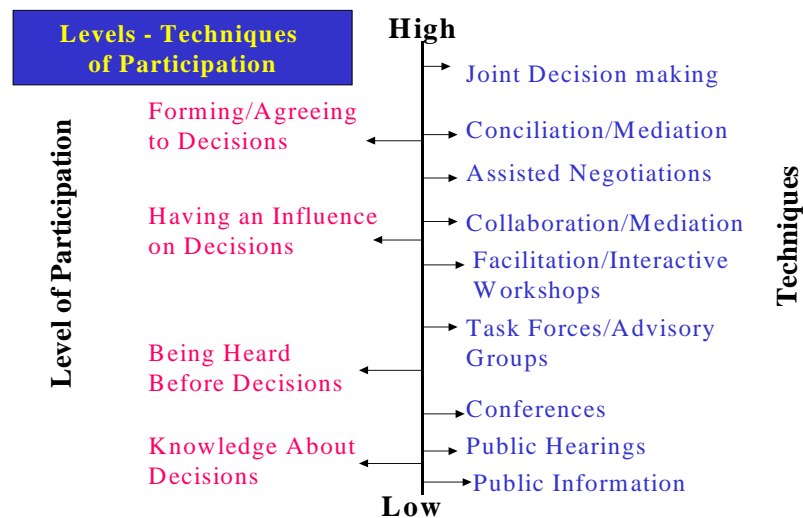 Levels - Techniques
of Participation
High
Level of Participation
Forming/Agreeing
to Decisions
Having an Influence
on Decisions
Being Heard
Before Decisions
Knowledge About
Decisions
Joint Decision making
Conciliation/Mediation
Assisted Negotiations
Collaboration/Mediation
Facilitation/Interactive
Workshops
Task Forces/Advisory
Groups
Conferences
Public Hearings
Public Information
Techniques
Low